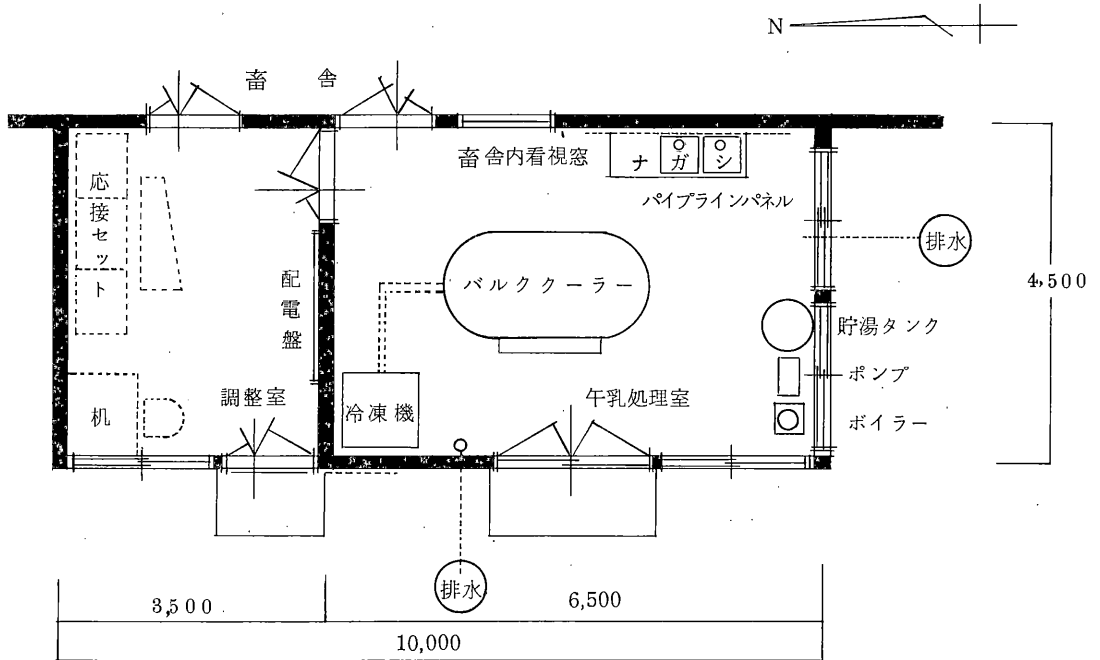 N
畜舎
畜舎内看視窓
ナガシ
パイプラインパネル
応接セット
配電盤
バルククーラー
排水
4,500
貯湯タンク
ポンプ
ボイラー
調整室
机
冷凍機
午乳処理室
排水
3,500
6,500
10,000